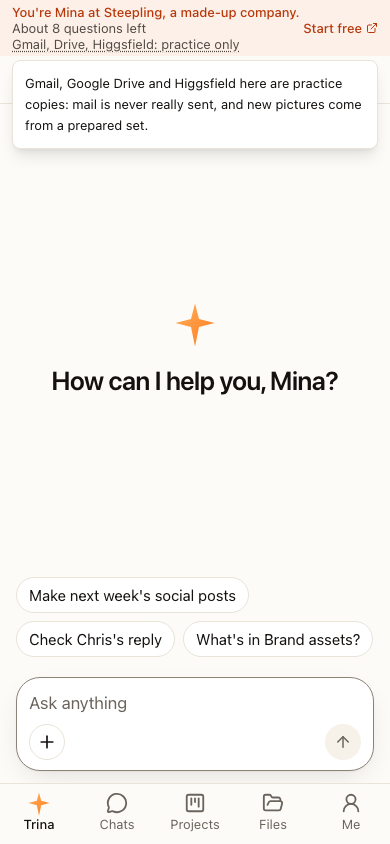 You're Mina at Steepling, a made-up company.
About 8 questions left
Start free
Gmail, Drive, Higgsfield: practice only
Gmail, Google Drive and Higgsfield here are practice
copies: mail is never really sent, and new pictures come
from a prepared set.
How can I help you, Mina?
Make next week's social posts
Check Chris's reply
What's in Brand assets?
Ask anything
Trina
Chats
Projects
Files
Me